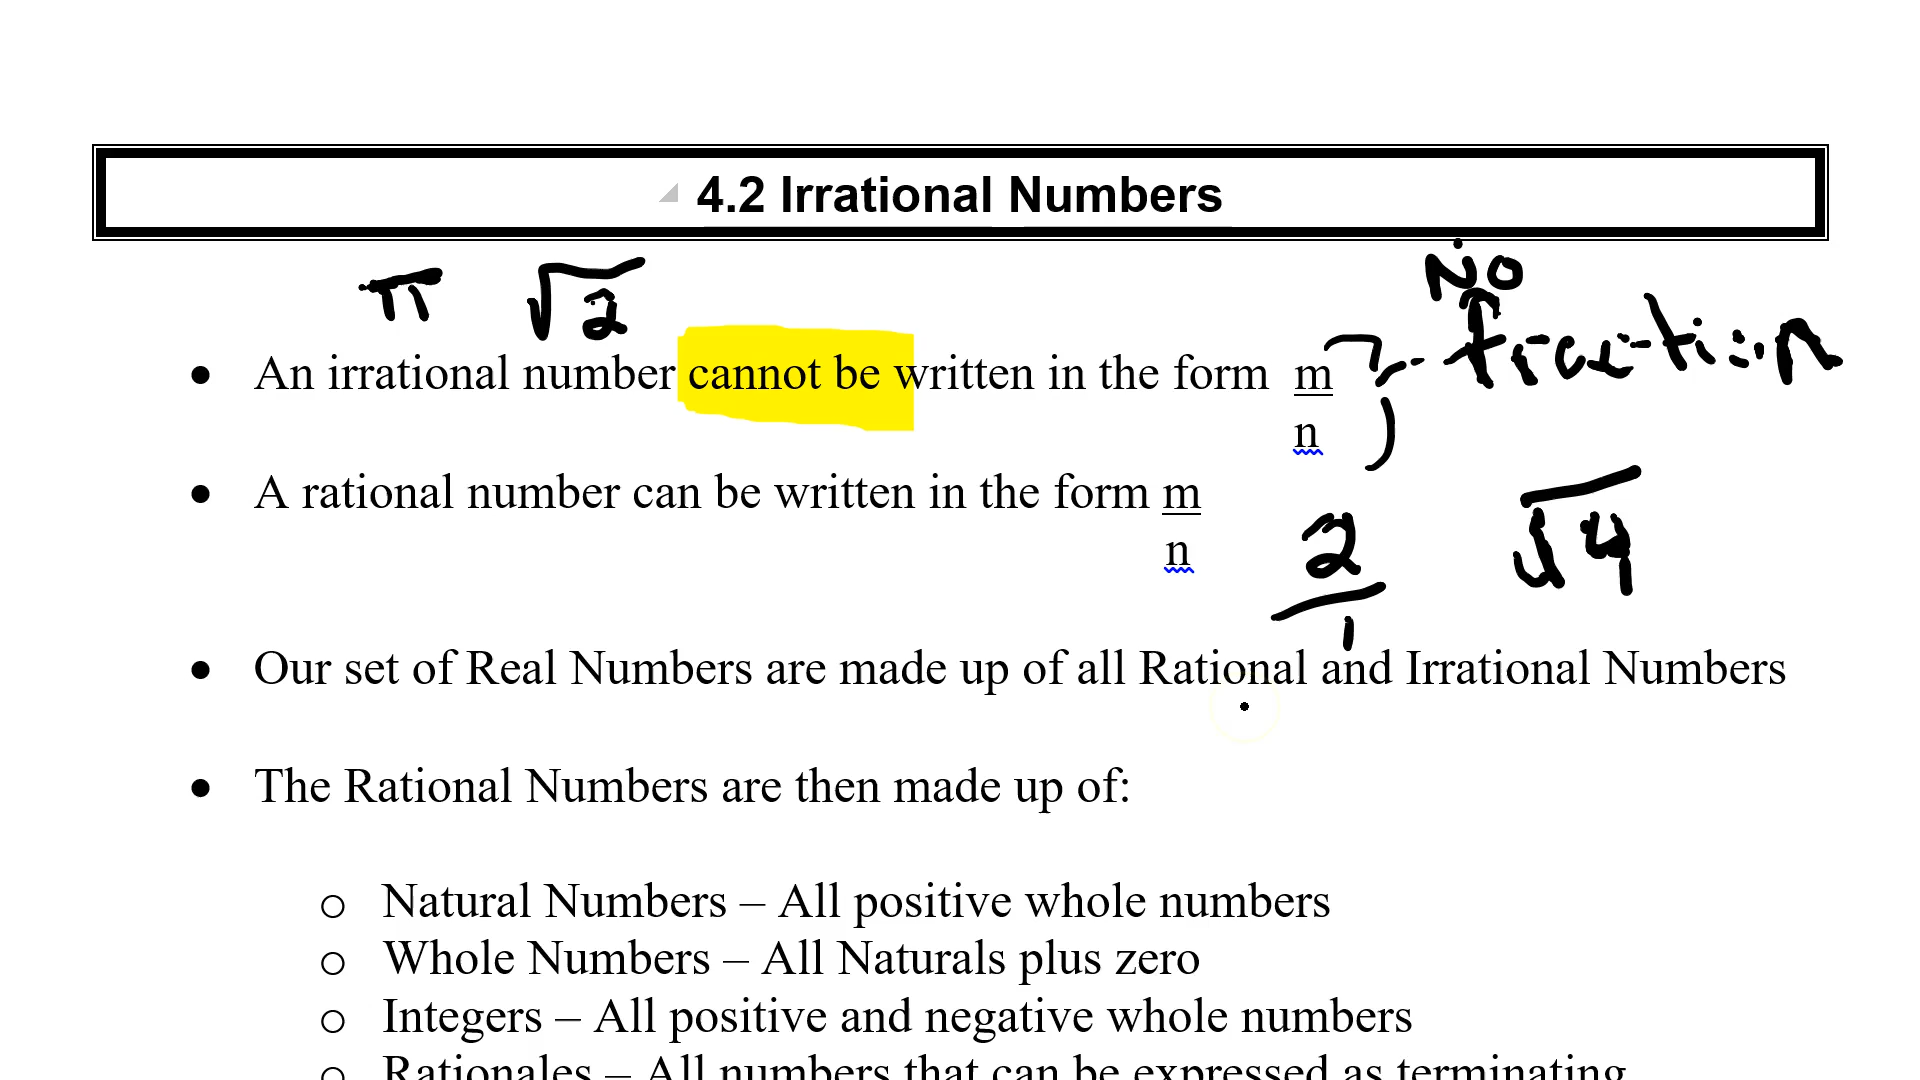 4.2 Irrational Numbers
π √2 No
fraction
• An irrational number cannot be written in the form m
n
• A rational number can be written in the form m
n
2 √4
1
• Our set of Real Numbers are made up of all Rational and Irrational Numbers
• The Rational Numbers are then made up of:
o Natural Numbers – All positive whole numbers
o Whole Numbers – All Naturals plus zero
o Integers – All positive and negative whole numbers
o Rationales – All numbers that can be expressed as terminating